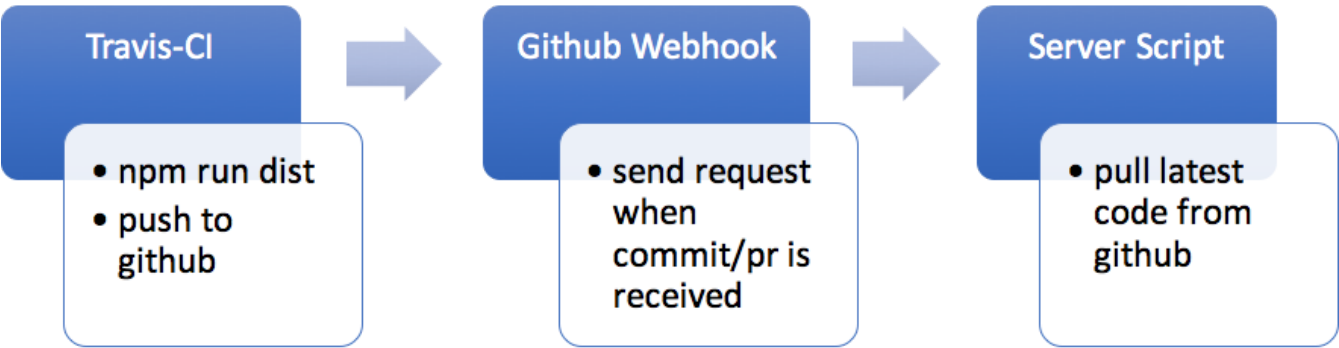 Travis-CI
• npm run dist
• push to
github
Github Webhook
• send request
when
commit/pr is
received
Server Script
• pull latest
code from
github